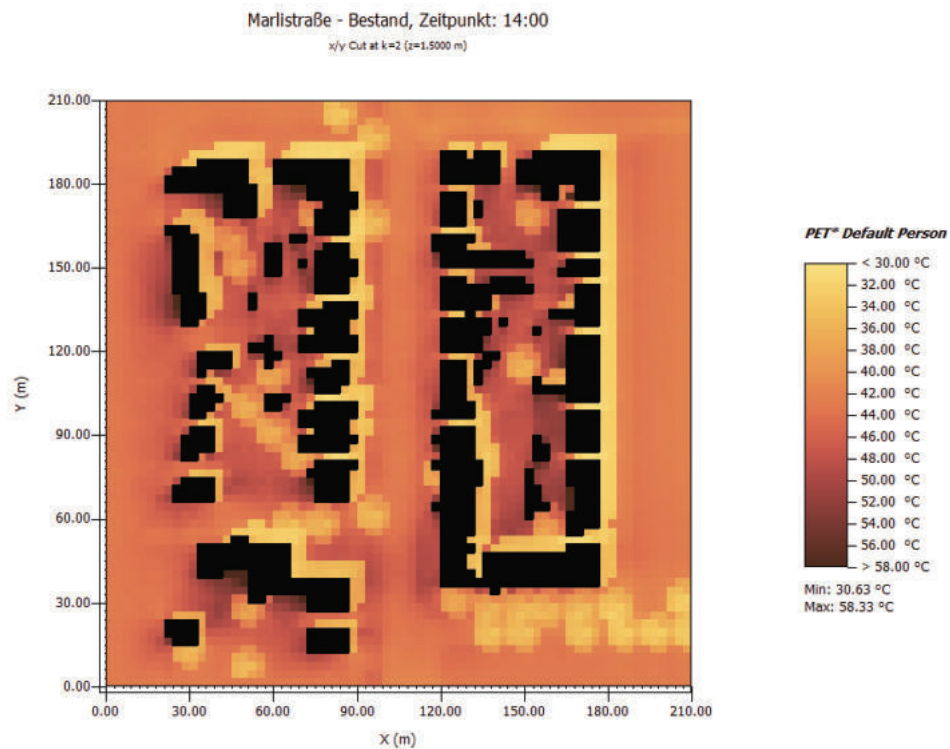 Marlistraße - Bestand, Zeitpunkt: 14:00
x/y Cut at k=2 (z=1.5000 m)
210.00
180.00
150.00
120.00
90.00
60.00
30.00
0.00
Y (m)
0.00 30.00 60.00 90.00 120.00 150.00 180.00 210.00
X (m)
PET* Default Person
< 30.00 °C
32.00 °C
34.00 °C
36.00 °C
38.00 °C
40.00 °C
42.00 °C
44.00 °C
46.00 °C
48.00 °C
50.00 °C
52.00 °C
54.00 °C
56.00 °C
> 58.00 °C
Min: 30.63 °C
Max: 58.33 °C